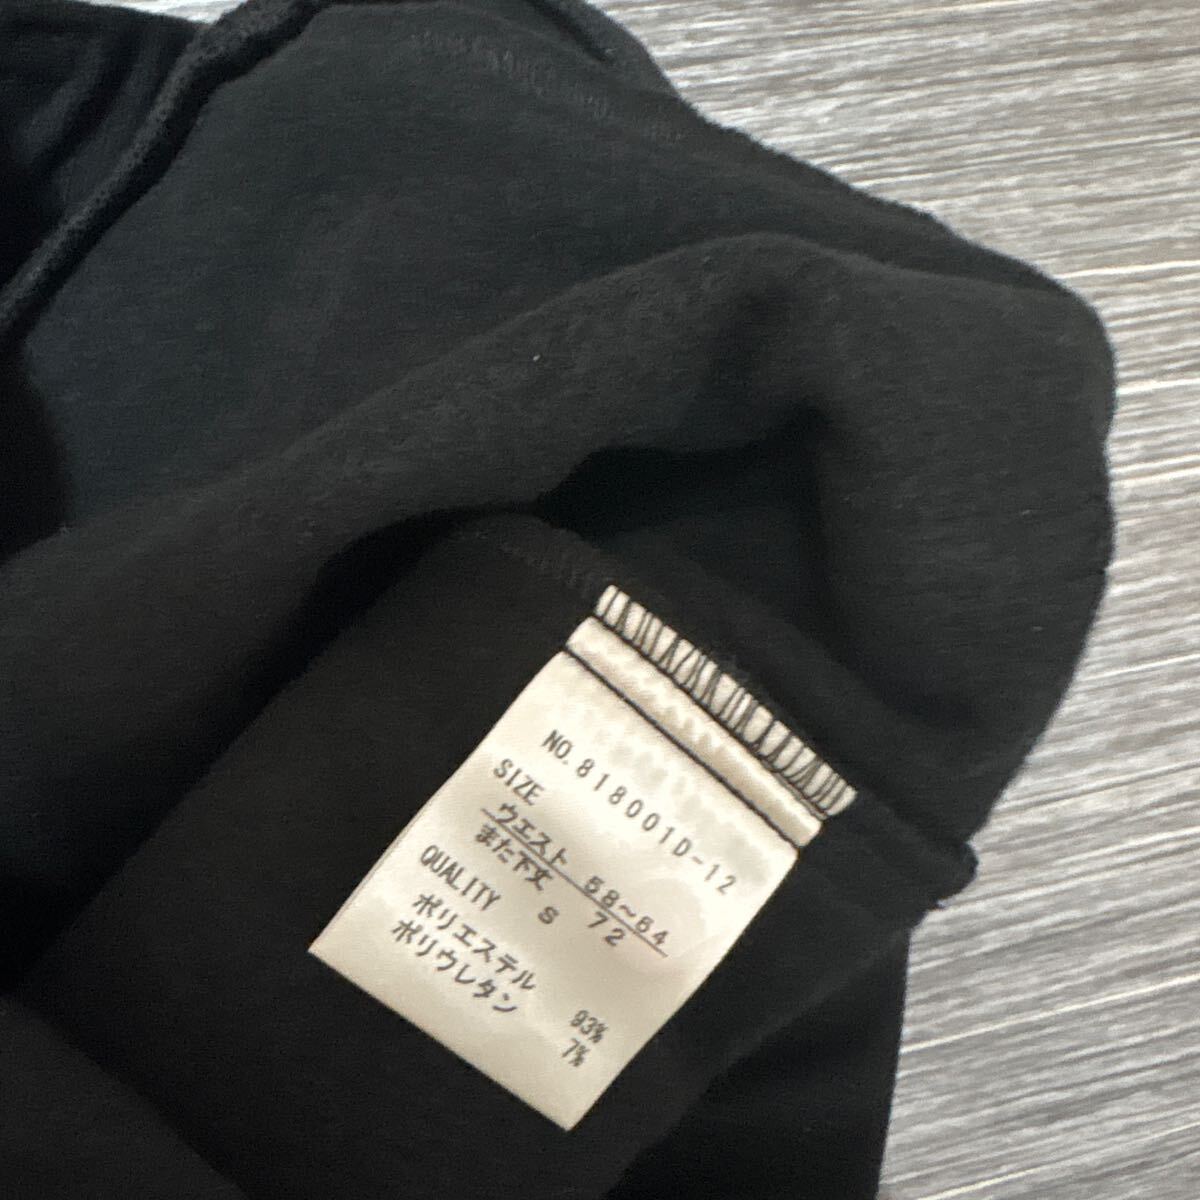 NO.818001D-12
SIZE
ウエスト 58~64
また下丈 72
S
QUALITY
ポリエステル 93%
ポリウレタン 7%